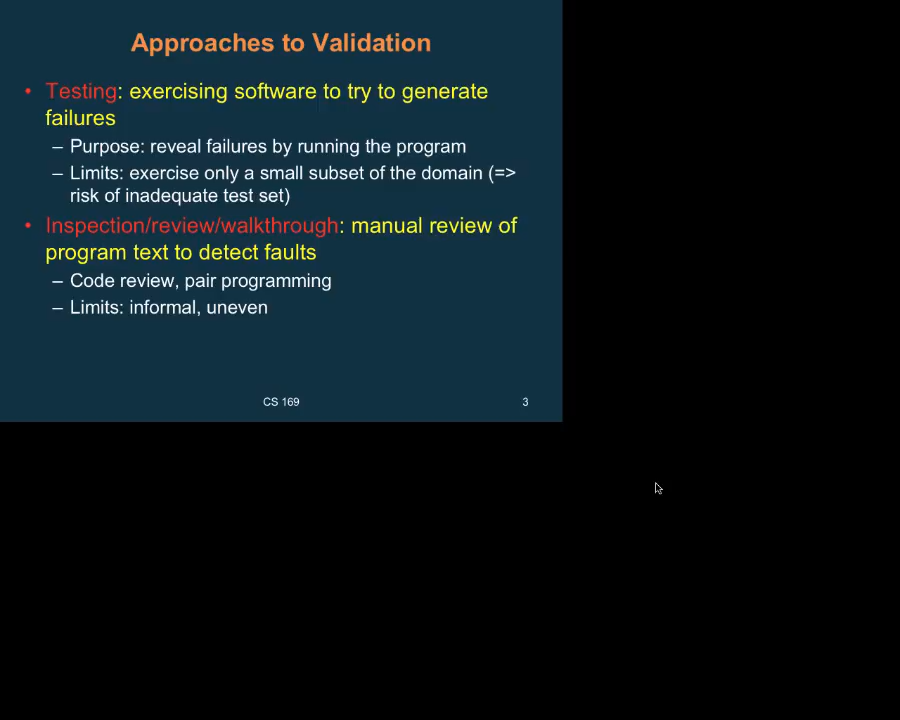 Approaches to Validation
• Testing: exercising software to try to generate
failures
– Purpose: reveal failures by running the program
– Limits: exercise only a small subset of the domain (=>
risk of inadequate test set)
• Inspection/review/walkthrough: manual review of
program text to detect faults
– Code review, pair programming
– Limits: informal, uneven
CS 169
3